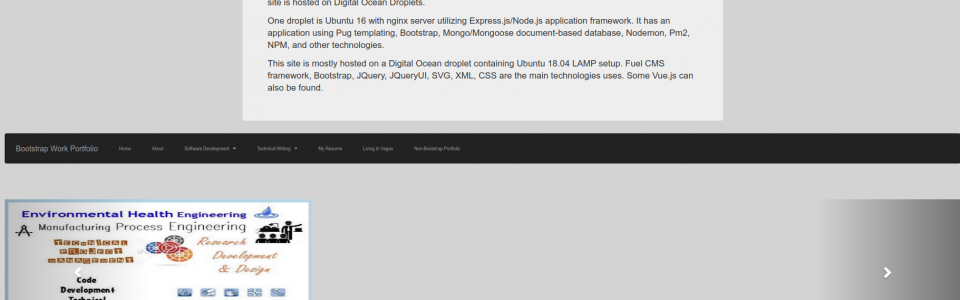 site is hosted on Digital Ocean Droplets.
One droplet is Ubuntu 16 with nginx server utilizing Express.js/Node.js application framework. It has an
application using Pug templating, Bootstrap, Mongo/Mongoose document-based database, Nodemon, Pm2,
NPM, and other technologies.
This site is mostly hosted on a Digital Ocean droplet containing Ubuntu 18.04 LAMP setup. Fuel CMS
framework, Bootstrap, JQuery, JQueryUI, SVG, XML, CSS are the main technologies uses. Some Vue.js can
also be found.
Bootstrap Work Portfolio Home About Software Development Technical Writing My Resume Living In Vegas Non-Bootstrap Portfolio
Environmental Health Engineering
Manufacturing Process Engineering
Technical
Project
Management
Research
Development
& Design
Code
Development
Technical